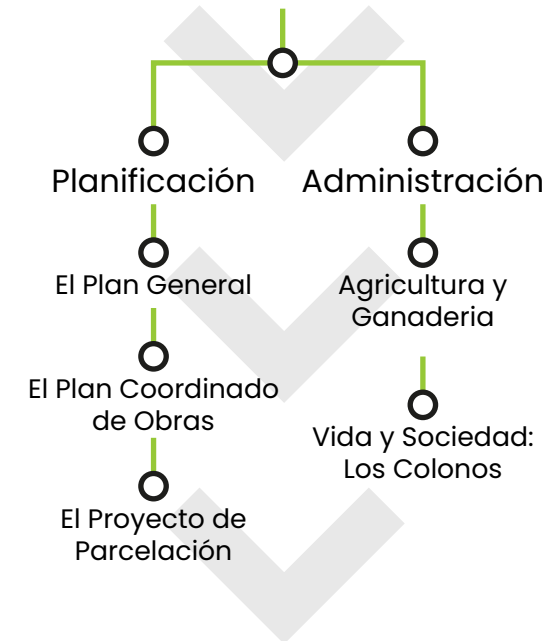 Planificación
El Plan General
El Plan Coordinado
de Obras
El Proyecto de
Parcelación
Administración
Agricultura y
Ganaderia
Vida y Sociedad:
Los Colonos